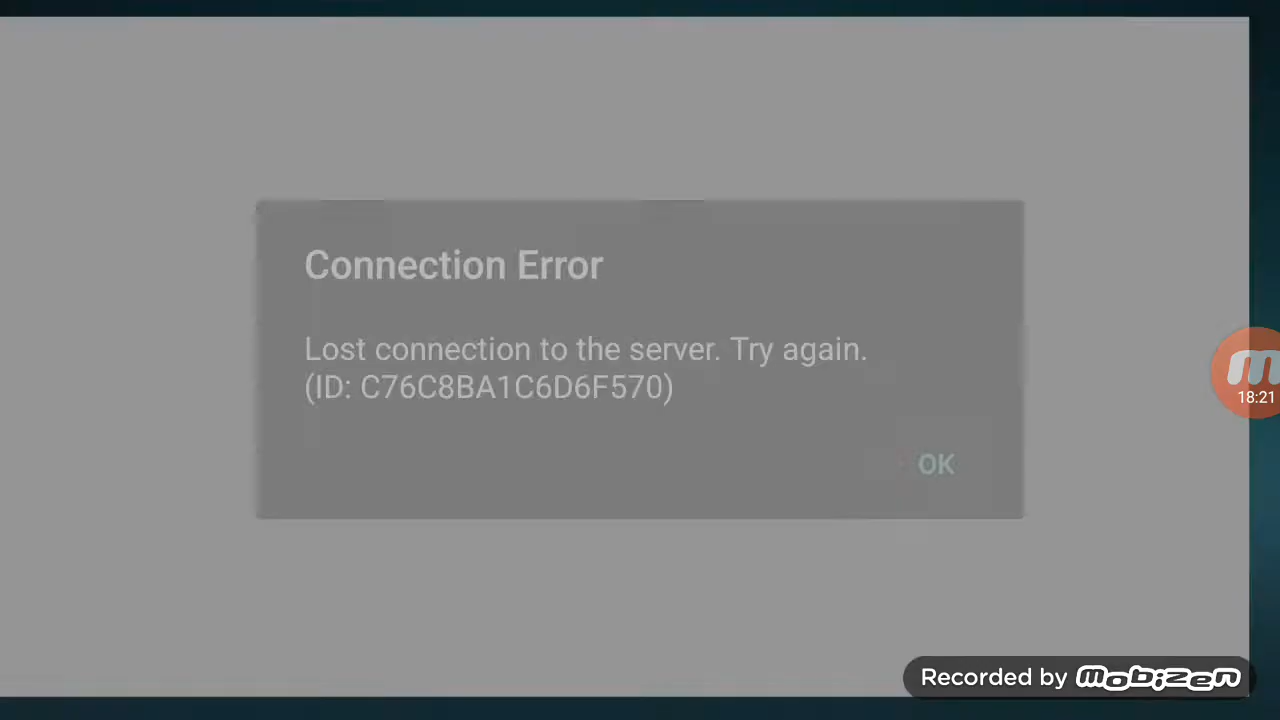 Connection Error
Lost connection to the server. Try again.
(ID: C76C8BA1C6D6F570)
OK
18:21
Recorded by mobizen